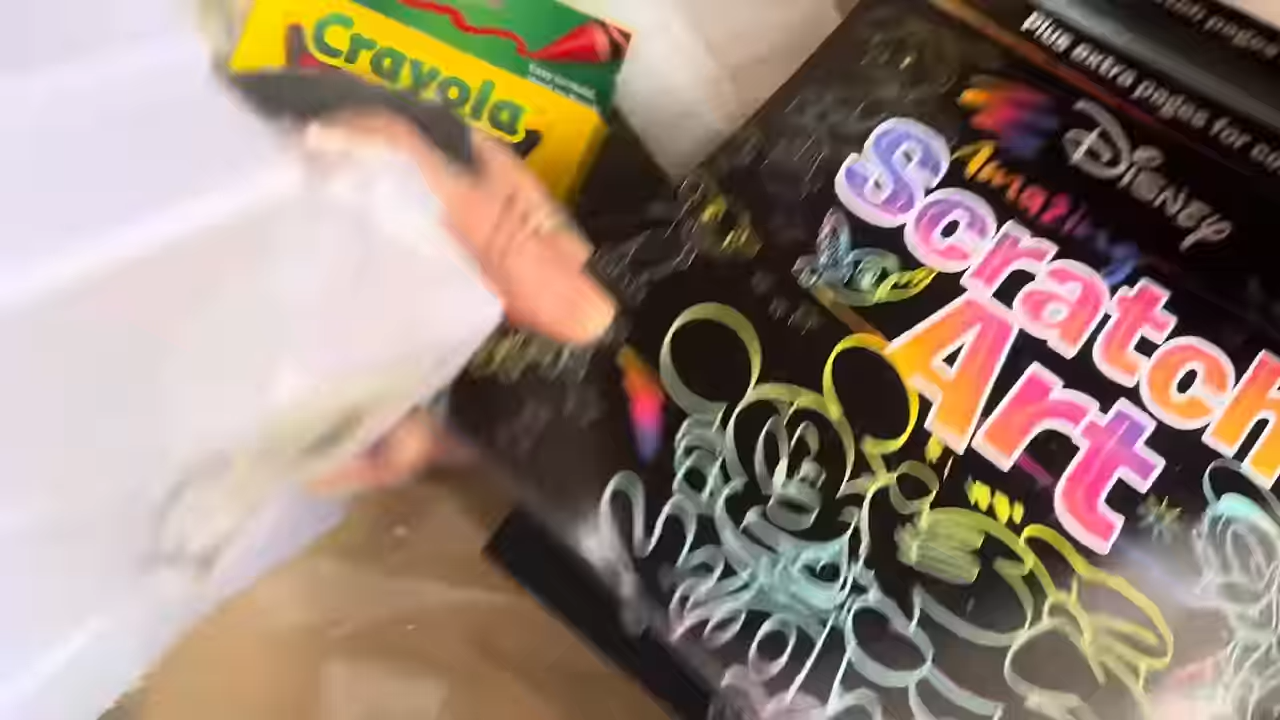 Crayola
plus extra pages for
Disney
Amazing
Scratch
Art